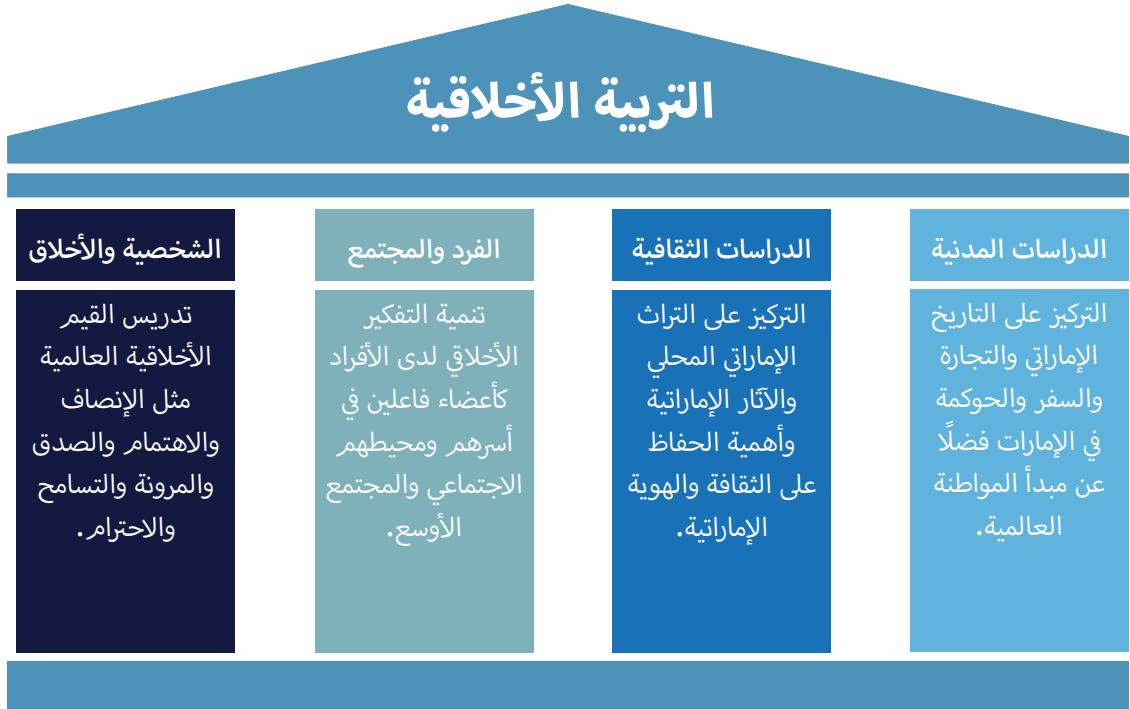 التربية الأخلاقية
الدراسات المدنية
التركيز على التاريخ
الإماراتي والتجارة
والسفر والحوكمة
في الإمارات فضلًا
عن مبدأ المواطنة
العالمية.
الدراسات الثقافية
التركيز على التراث
الإماراتي المحلي
والآثار الإماراتية
وأهمية الحفاظ
على الثقافة والهوية
الإماراتية.
الفرد والمجتمع
تنمية التفكير
الأخلاقي لدى الأفراد
كأعضاء فاعلين في
أسرهم ومحيطهم
الاجتماعي والمجتمع
الأوسع.
الشخصية والأخلاق
تدريس القيم
الأخلاقية العالمية
مثل الإنصاف
والاهتمام والصدق
والمرونة والتسامح
والاحترام.